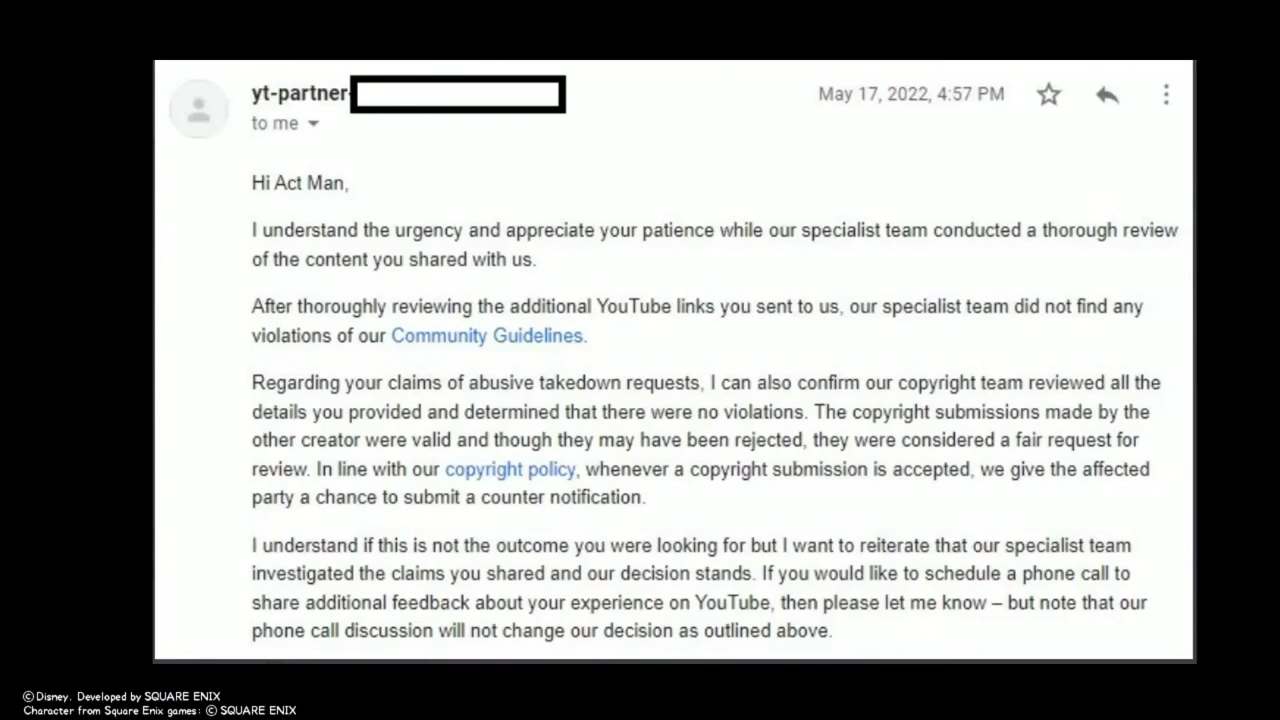 yt-partner-
May 17, 2022, 4:57 PM
to me
Hi Act Man,
I understand the urgency and appreciate your patience while our specialist team conducted a thorough review
of the content you shared with us.
After thoroughly reviewing the additional YouTube links you sent to us, our specialist team did not find any
violations of our Community Guidelines.
Regarding your claims of abusive takedown requests, I can also confirm our copyright team reviewed all the
details you provided and determined that there were no violations. The copyright submissions made by the
other creator were valid and though they may have been rejected, they were considered a fair request for
review. In line with our copyright policy, whenever a copyright submission is accepted, we give the affected
party a chance to submit a counter notification.
I understand if this is not the outcome you were looking for but I want to reiterate that our specialist team
investigated the claims you shared and our decision stands. If you would like to schedule a phone call to
share additional feedback about your experience on YouTube, then please let me know – but note that our
phone call discussion will not change our decision as outlined above.
©Disney. Developed by SQUARE ENIX
Character from Square Enix games: © SQUARE ENIX